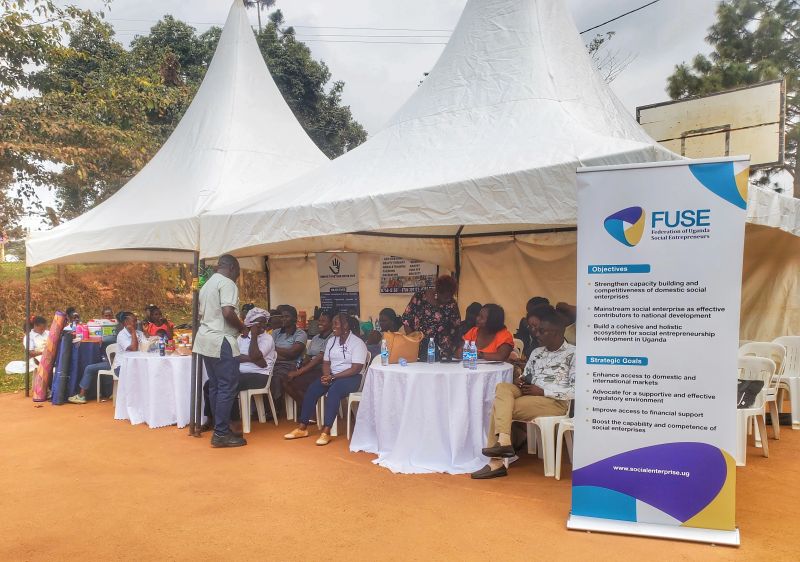 FUSE
Federation of Uganda
Social Entrepreneurs
Objectives
Strengthen capacity building and
competitiveness of domestic social
enterprises
Mainstream social enterprise as effective
contributors to national development
Build a cohesive and holistic
ecosystem for social entrepreneurship
development in Uganda
Strategic Goals
Enhance access to domestic and
international markets
Advocate for a supportive and effective
regulatory environment
Improve access to financial support
Boost the capability and competence of
social enterprises
www.socialenterprise.ug